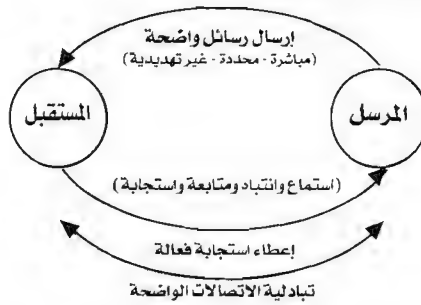 إرسال رسائل واضحة
(مباشرة - محددة - غير تهديدية)
المرسل
المستقبل
(استماع وانتباه ومتابعة واستجابة)
إعطاء استجابة فعالة
تبادلية الاتصالات الواضحة